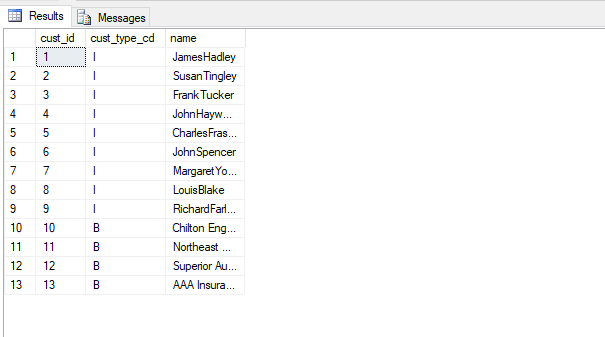 Results Messages
cust_id cust_type_cd name
1 1 I JamesHadley
2 2 I SusanTingley
3 3 I FrankTucker
4 4 I JohnHayw...
5 5 I CharlesFras...
6 6 I JohnSpencer
7 7 I MargaretYo...
8 8 I LouisBlake
9 9 I RichardFarl...
10 10 B Chilton Eng...
11 11 B Northeast ...
12 12 B Superior Au...
13 13 B AAA Insura...